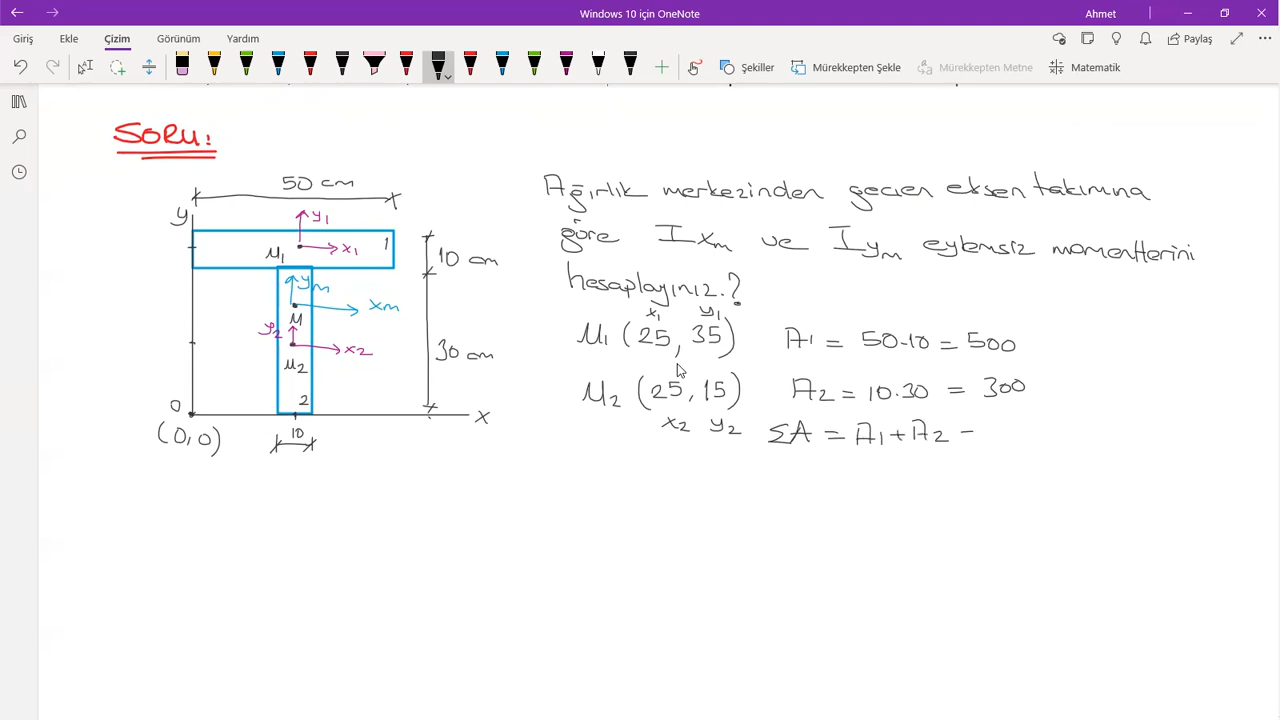 Windows 10 için OneNote
Ahmet
Giriş Ekle Çizim Görünüm Yardım
Paylaş
Şekiller Mürekkepten Şekle Mürekkepten Metne Matematik
SORU:
50 cm
y
y1
x1
M1
1
10 cm
ym
xm
M
y2
x2
M2
30 cm
2
0
x
(0,0)
10
Ağırlık merkezinden geçen eksen takımına
göre Ixm ve Iym eylemsiz momentlerini
hesaplayınız.?
x1 y1
M1 (25, 35) A1 = 50.10 = 500
M2 (25, 15) A2 = 10.30 = 300
x2 y2 ΣA = A1 + A2 =